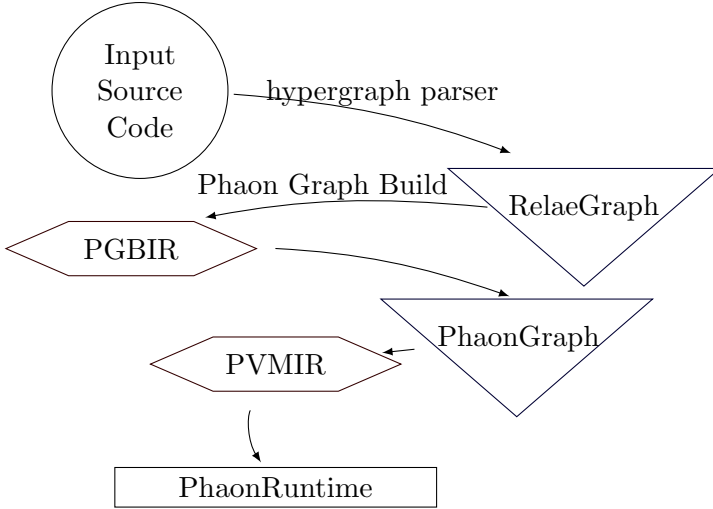 Input
Source
Code
hypergraph parser
Phaon Graph Build
RelaeGraph
PGBIR
PhaonGraph
PVMIR
PhaonRuntime